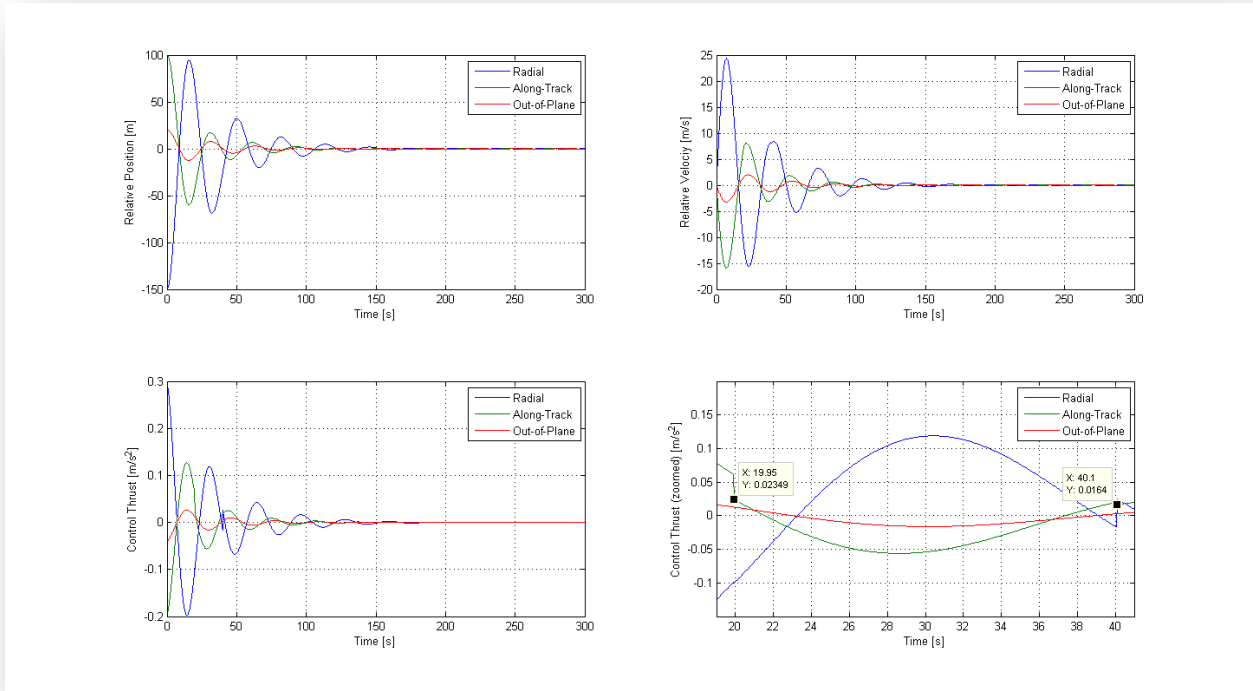 Relative Position [m]
100
50
0
-50
-100
-150
0 50 100 150 200 250 300
Time [s]
Radial
Along-Track
Out-of-Plane
Relative Velociy [m/s]
25
20
15
10
5
0
-5
-10
-15
-20
0 50 100 150 200 250 300
Time [s]
Radial
Along-Track
Out-of-Plane
Control Thrust [m/s²]
0.3
0.2
0.1
0
-0.1
-0.2
0 50 100 150 200 250 300
Time [s]
Radial
Along-Track
Out-of-Plane
Control Thrust (zoomed) [m/s²]
0.15
0.1
0.05
0
-0.05
-0.1
20 22 24 26 28 30 32 34 36 38 40
Time [s]
Radial
Along-Track
Out-of-Plane
X: 19.95
Y: 0.02349
X: 40.1
Y: 0.0164